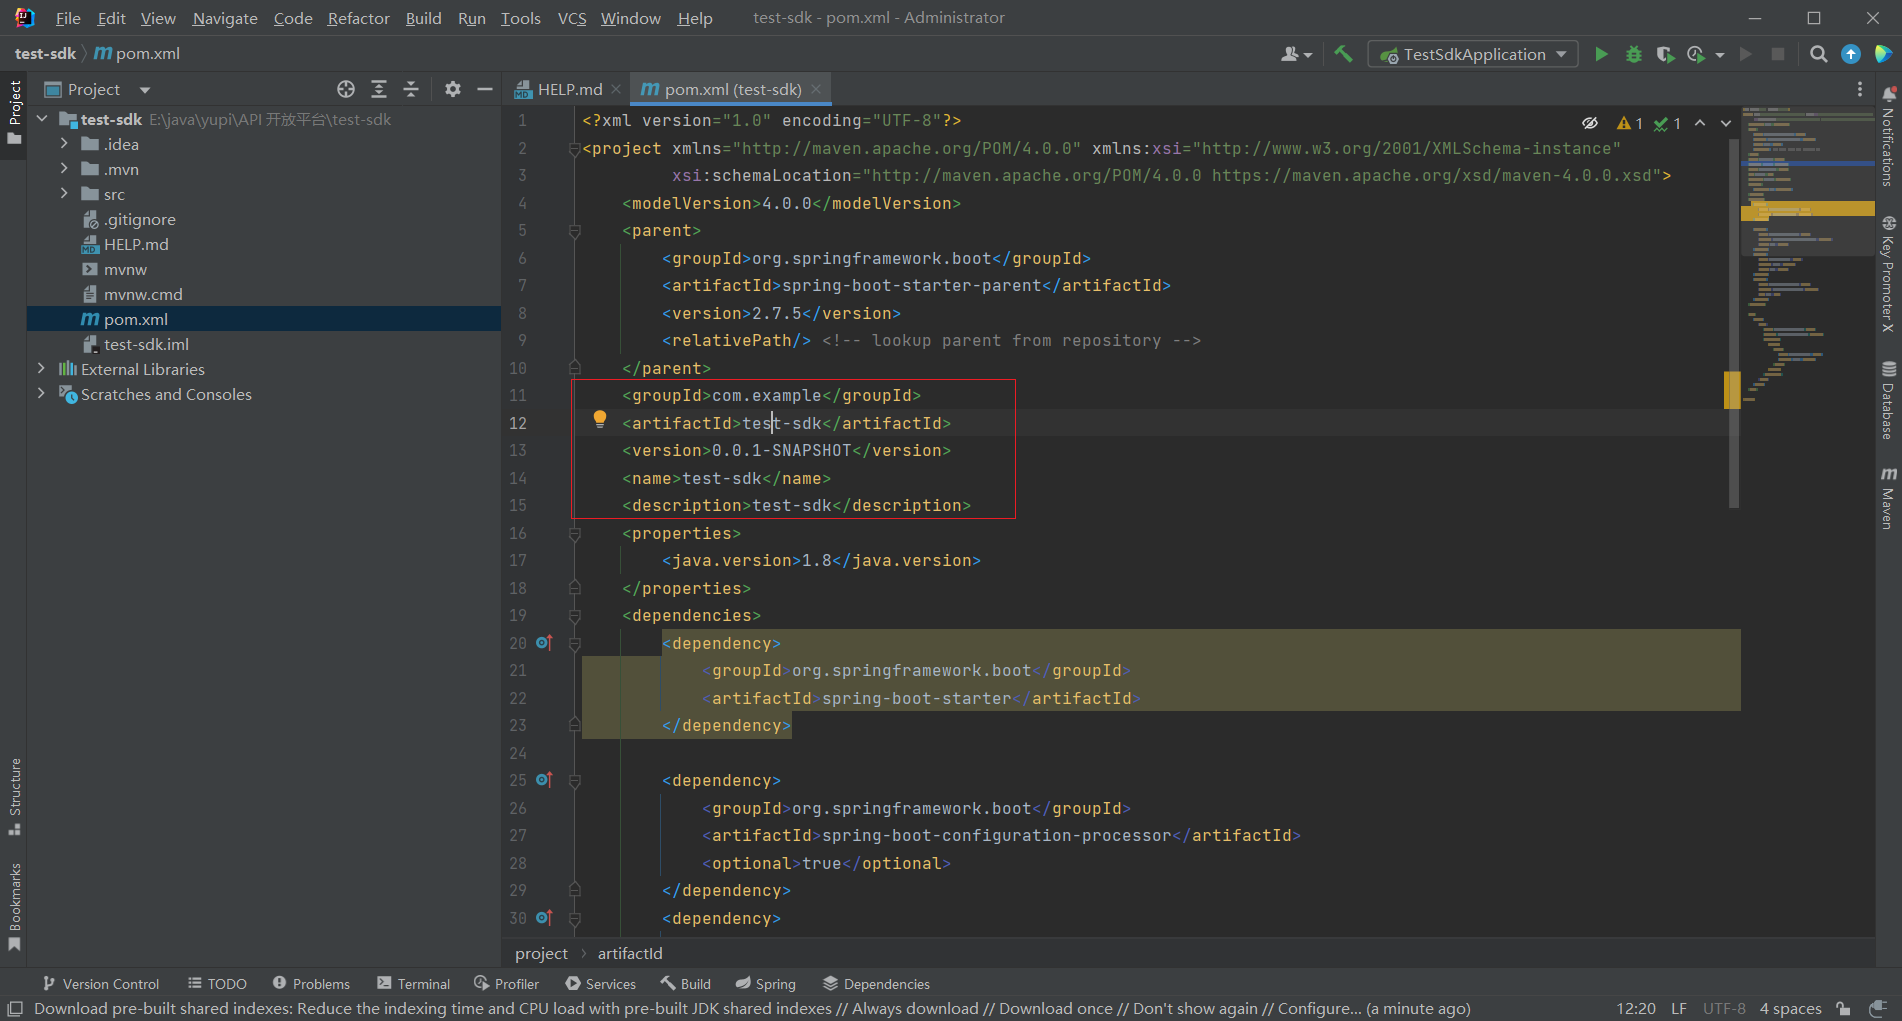 File Edit View Navigate Code Refactor Build Run Tools VCS Window Help test-sdk - pom.xml - Administrator
test-sdk pom.xml TestSdkApplication
Project
HELP.md pom.xml (test-sdk)
test-sdk E:\java\yupi\API 开放平台\test-sdk
.idea
.mvn
src
.gitignore
HELP.md
mvnw
mvnw.cmd
pom.xml
test-sdk.iml
External Libraries
Scratches and Consoles
Project
Structure
Bookmarks
1 <?xml version="1.0" encoding="UTF-8"?>
2 <project xmlns="http://maven.apache.org/POM/4.0.0" xmlns:xsi="http://www.w3.org/2001/XMLSchema-instance"
3 xsi:schemaLocation="http://maven.apache.org/POM/4.0.0 https://maven.apache.org/xsd/maven-4.0.0.xsd">
4 <modelVersion>4.0.0</modelVersion>
5 <parent>
6 <groupId>org.springframework.boot</groupId>
7 <artifactId>spring-boot-starter-parent</artifactId>
8 <version>2.7.5</version>
9 <relativePath/> <!-- lookup parent from repository -->
10 </parent>
11 <groupId>com.example</groupId>
12 <artifactId>test-sdk</artifactId>
13 <version>0.0.1-SNAPSHOT</version>
14 <name>test-sdk</name>
15 <description>test-sdk</description>
16 <properties>
17 <java.version>1.8</java.version>
18 </properties>
19 <dependencies>
20 <dependency>
21 <groupId>org.springframework.boot</groupId>
22 <artifactId>spring-boot-starter</artifactId>
23 </dependency>
24
25 <dependency>
26 <groupId>org.springframework.boot</groupId>
27 <artifactId>spring-boot-configuration-processor</artifactId>
28 <optional>true</optional>
29 </dependency>
30 <dependency>
1 1
Notifications
Key Promoter X
Database
Maven
project artifactId
Version Control TODO Problems Terminal Profiler Services Build Spring Dependencies
Download pre-built shared indexes: Reduce the indexing time and CPU load with pre-built JDK shared indexes // Always download // Download once // Don't show again // Configure... (a minute ago) 12:20 LF UTF-8 4 spaces